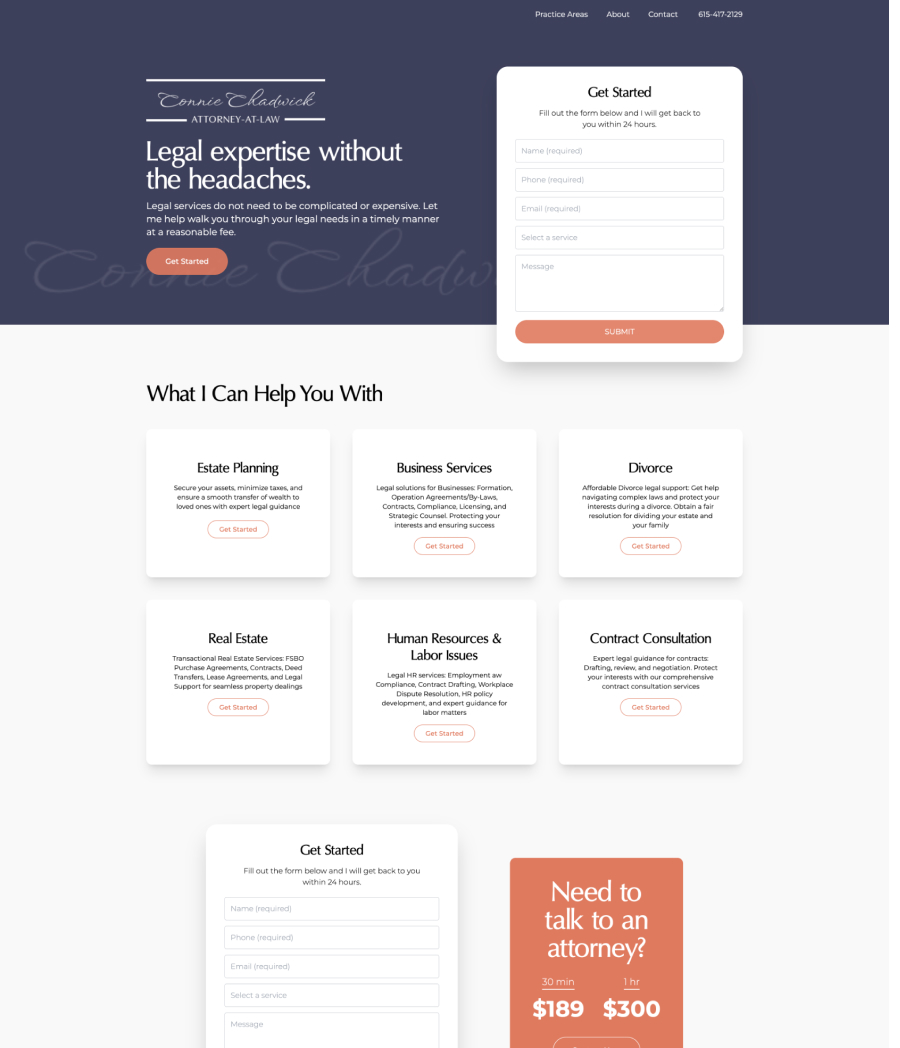 Practice Areas About Contact 615-417-2129
Connie Chadwick
ATTORNEY-AT-LAW
Legal expertise without
the headaches.
Legal services do not need to be complicated or expensive. Let
me help walk you through your legal needs in a timely manner
at a reasonable fee.
Get Started
Connie Chadw
Get Started
Fill out the form below and I will get back to
you within 24 hours.
Name (required)
Phone (required)
Email (required)
Select a service
Message
SUBMIT
What I Can Help You With
Estate Planning
Secure your assets, minimize taxes, and
ensure a smooth transfer of wealth to
loved ones with expert legal guidance
Get Started
Business Services
Legal solutions for Businesses: Formation,
Operation Agreements/By-Laws,
Contracts, Compliance, Licensing, and
Strategic Counsel. Protecting your
interests and ensuring success
Get Started
Divorce
Affordable Divorce legal support: Get help
navigating complex laws and protect your
interests during a divorce. Obtain a fair
resolution for dividing your estate and
your family
Get Started
Real Estate
Transactional Real Estate Services: FSBO
Purchase Agreements, Contracts, Deed
Transfers, Lease Agreements, and Legal
Support for seamless property dealings
Get Started
Human Resources &
Labor Issues
Legal HR services: Employment aw
Compliance, Contract Drafting, Workplace
Dispute Resolution, HR policy
development, and expert guidance for
labor matters
Get Started
Contract Consultation
Expert legal guidance for contracts:
Drafting, review, and negotiation. Protect
your interests with our comprehensive
contract consultation services
Get Started
Get Started
Fill out the form below and I will get back to you
within 24 hours.
Name (required)
Phone (required)
Email (required)
Select a service
Message
Need to
talk to an
attorney?
30 min 1 hr
$189 $300